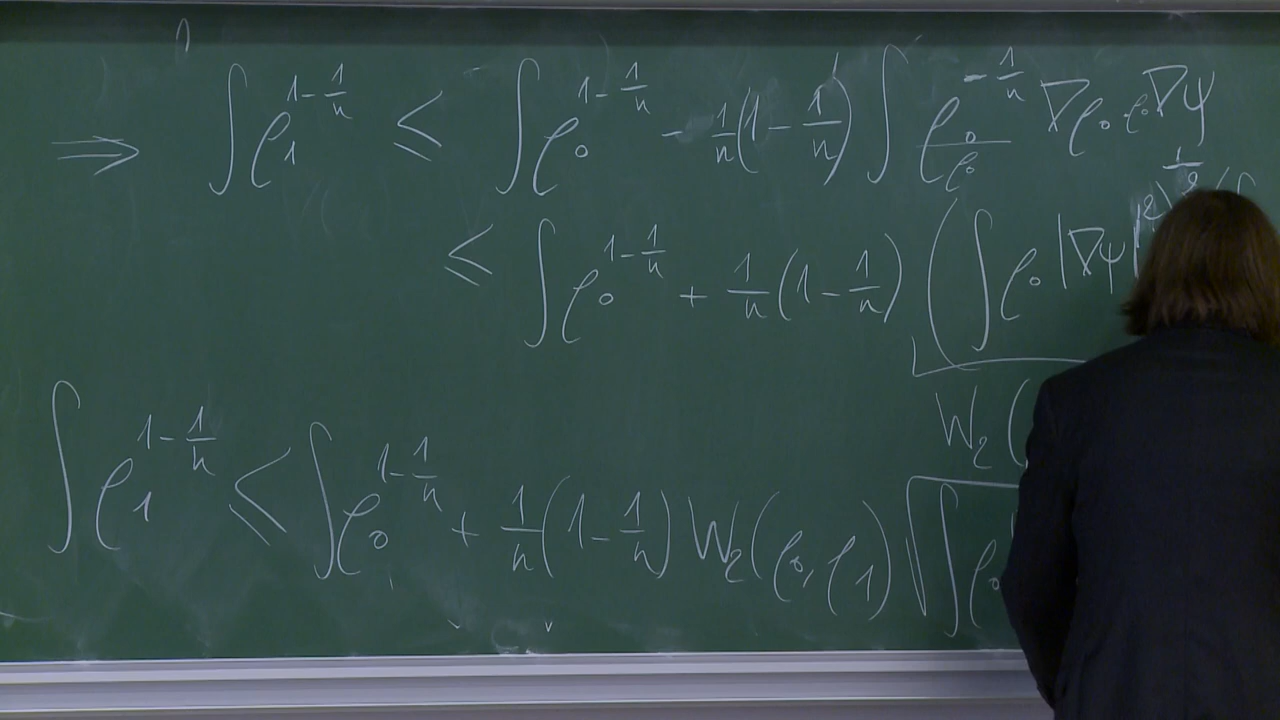 ⇒ ∫ρ₁^{1-1/n} ≤ ∫ρ₀^{1-1/n} - 1/n(1-1/n) ∫ρ₀^{-1/n}/ρ₀ ∇ρ₀·ρ₀∇ψ
≤ ∫ρ₀^{1-1/n} + 1/n(1-1/n) (∫ρ₀|∇ψ|²)^{1/2} (∫
W₂(
∫ρ₁^{1-1/n} ≤ ∫ρ₀^{1-1/n} + 1/n(1-1/n) W₂(ρ₀,ρ₁) √∫ρ₀